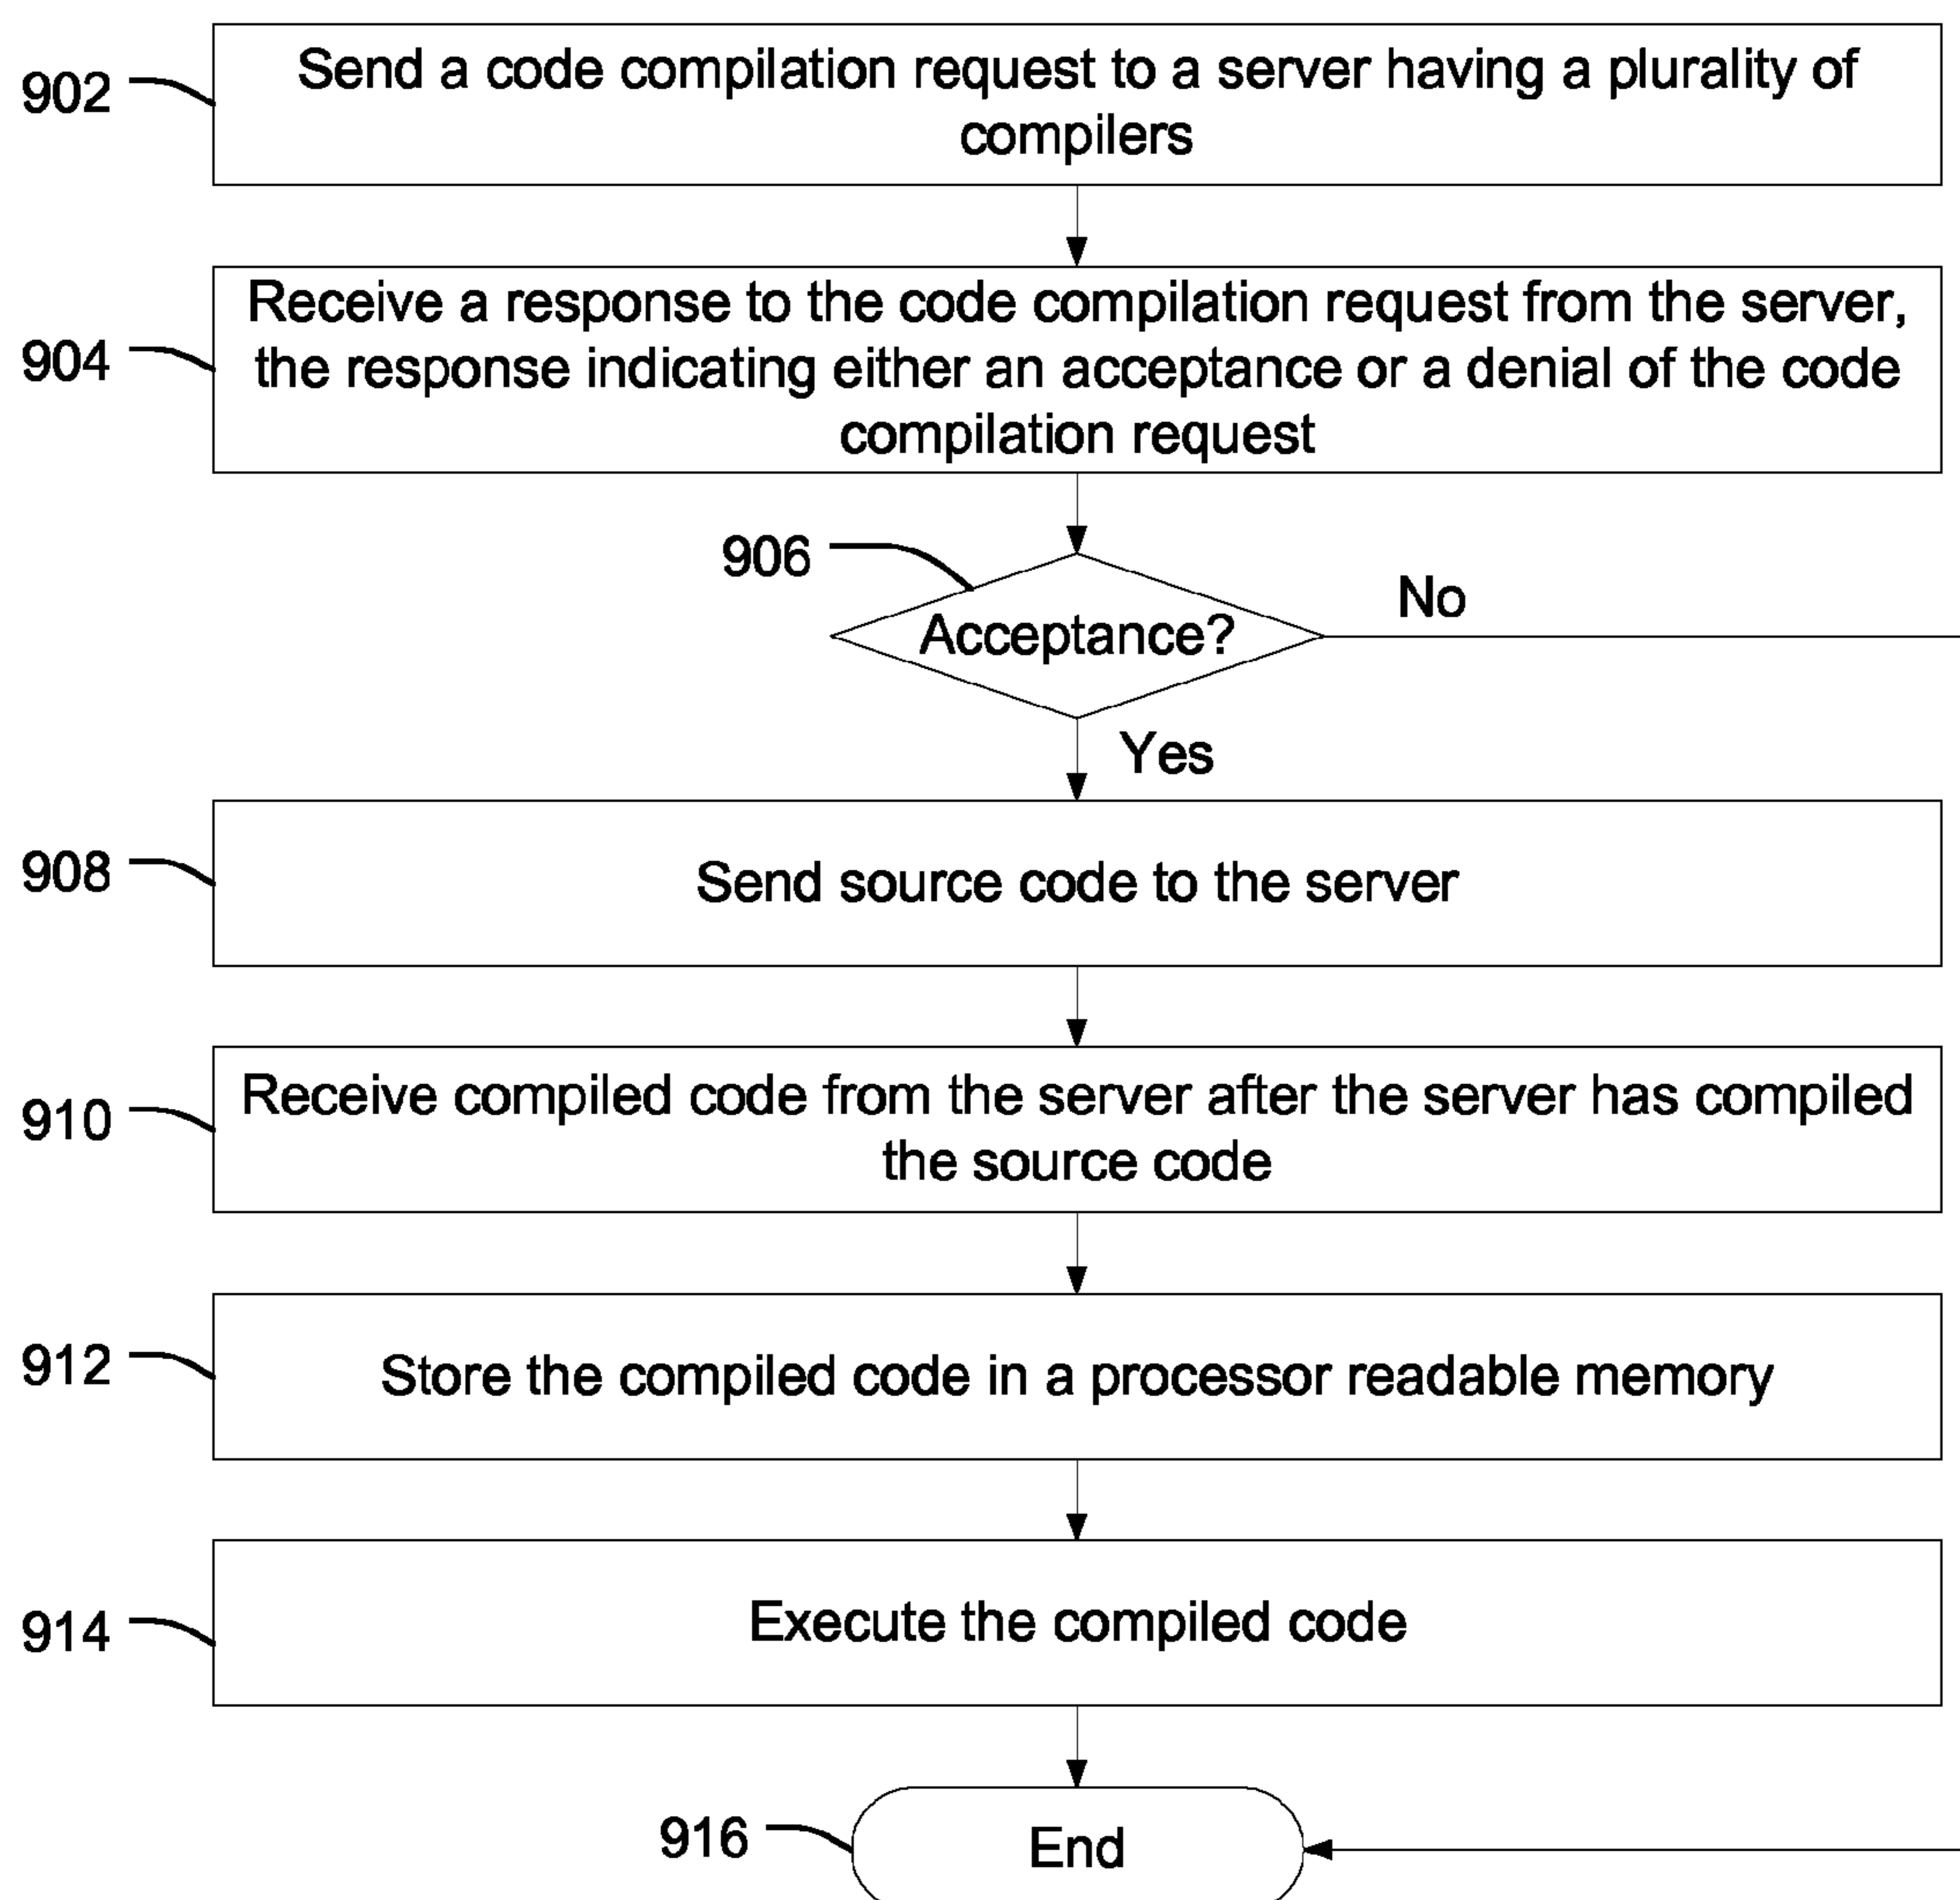 902
Send a code compilation request to a server having a plurality of
compilers
904
Receive a response to the code compilation request from the server,
the response indicating either an acceptance or a denial of the code
compilation request
906
Acceptance?
No
Yes
908
Send source code to the server
910
Receive compiled code from the server after the server has compiled
the source code
912
Store the compiled code in a processor readable memory
914
Execute the compiled code
916
End